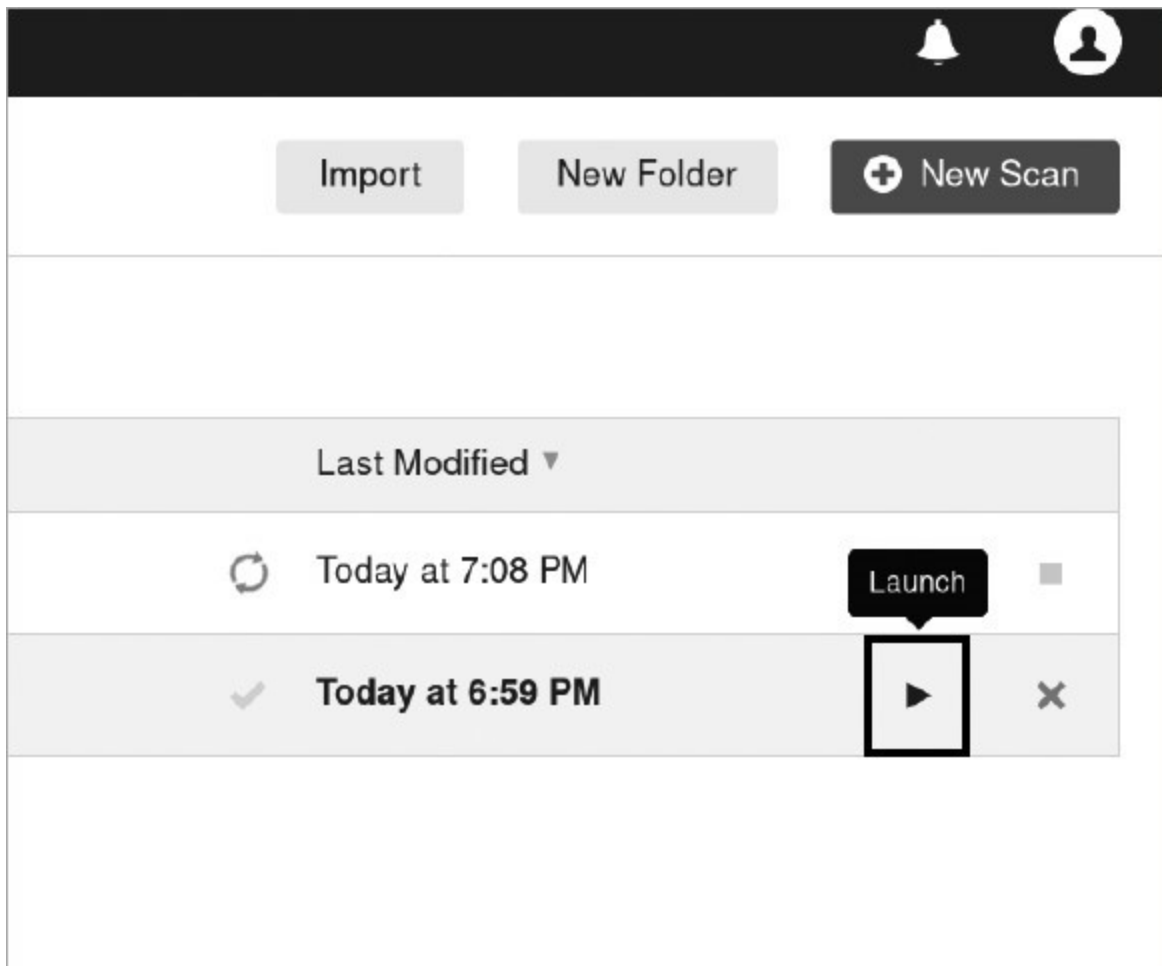 Import New Folder New Scan
Last Modified
Today at 7:08 PM
Launch
Today at 6:59 PM